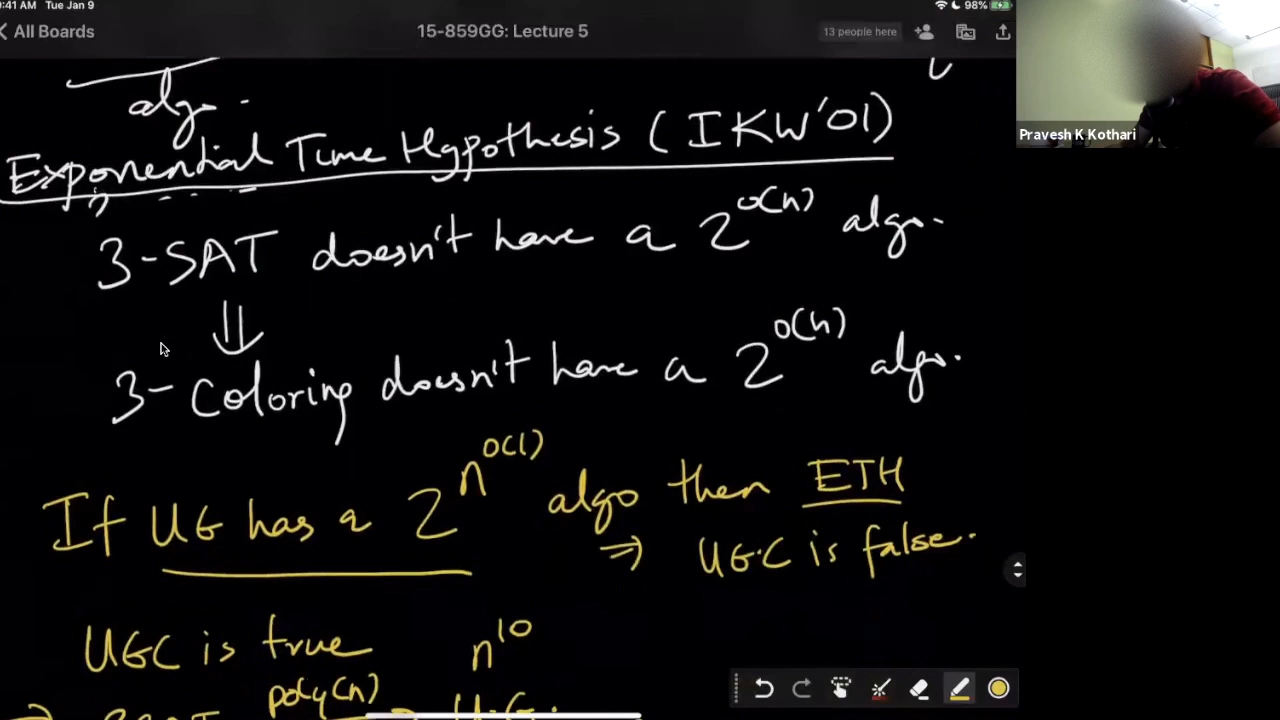 :41 AM Tue Jan 9
98%
All Boards
15-859GG: Lecture 5
13 people here
Pravesh K Kothari
algo.
Exponential Time Hypothesis (IKW'01)
3-SAT doesn't have a 2^o(n) algo.
⇓
3-Coloring doesn't have a 2^o(n) algo.
If UG has a 2^n^o(1) algo then ETH
⇒ UGC is false.
UGC is true n^10
poly(n)